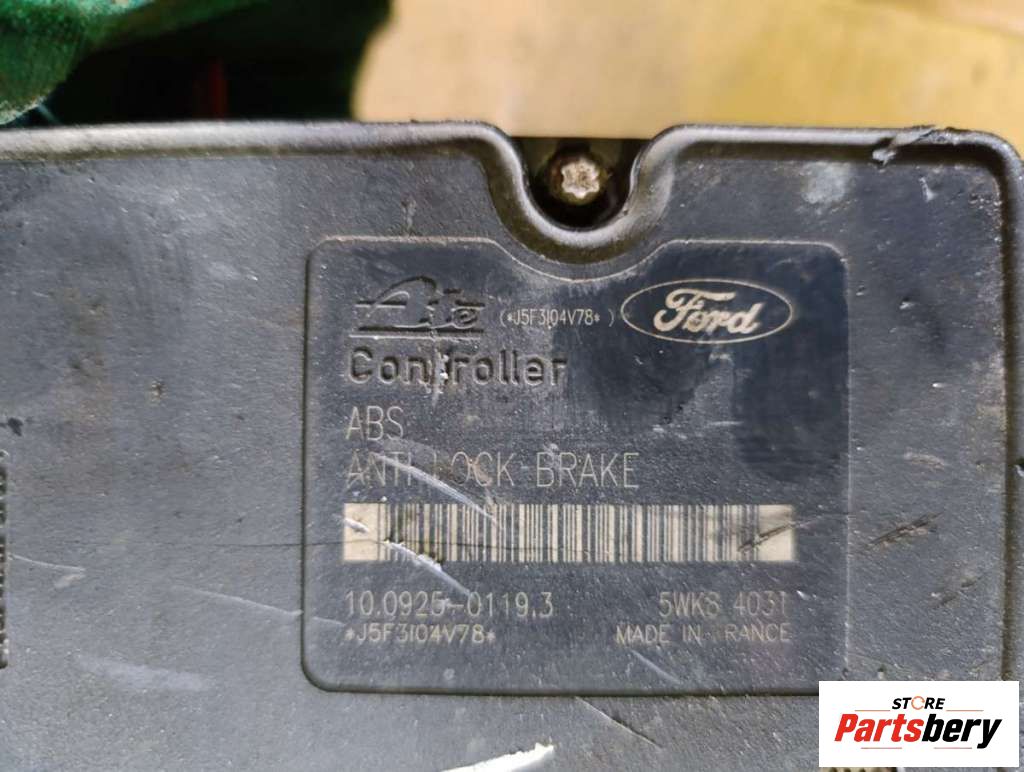 Ate (*J5F3I04V78*) Ford
Controller
ABS
ANTI LOCK BRAKE
10.0925-0119.3 5WK8 4031
*J5F3I04V78* MADE IN FRANCE
STORE
Partsbery